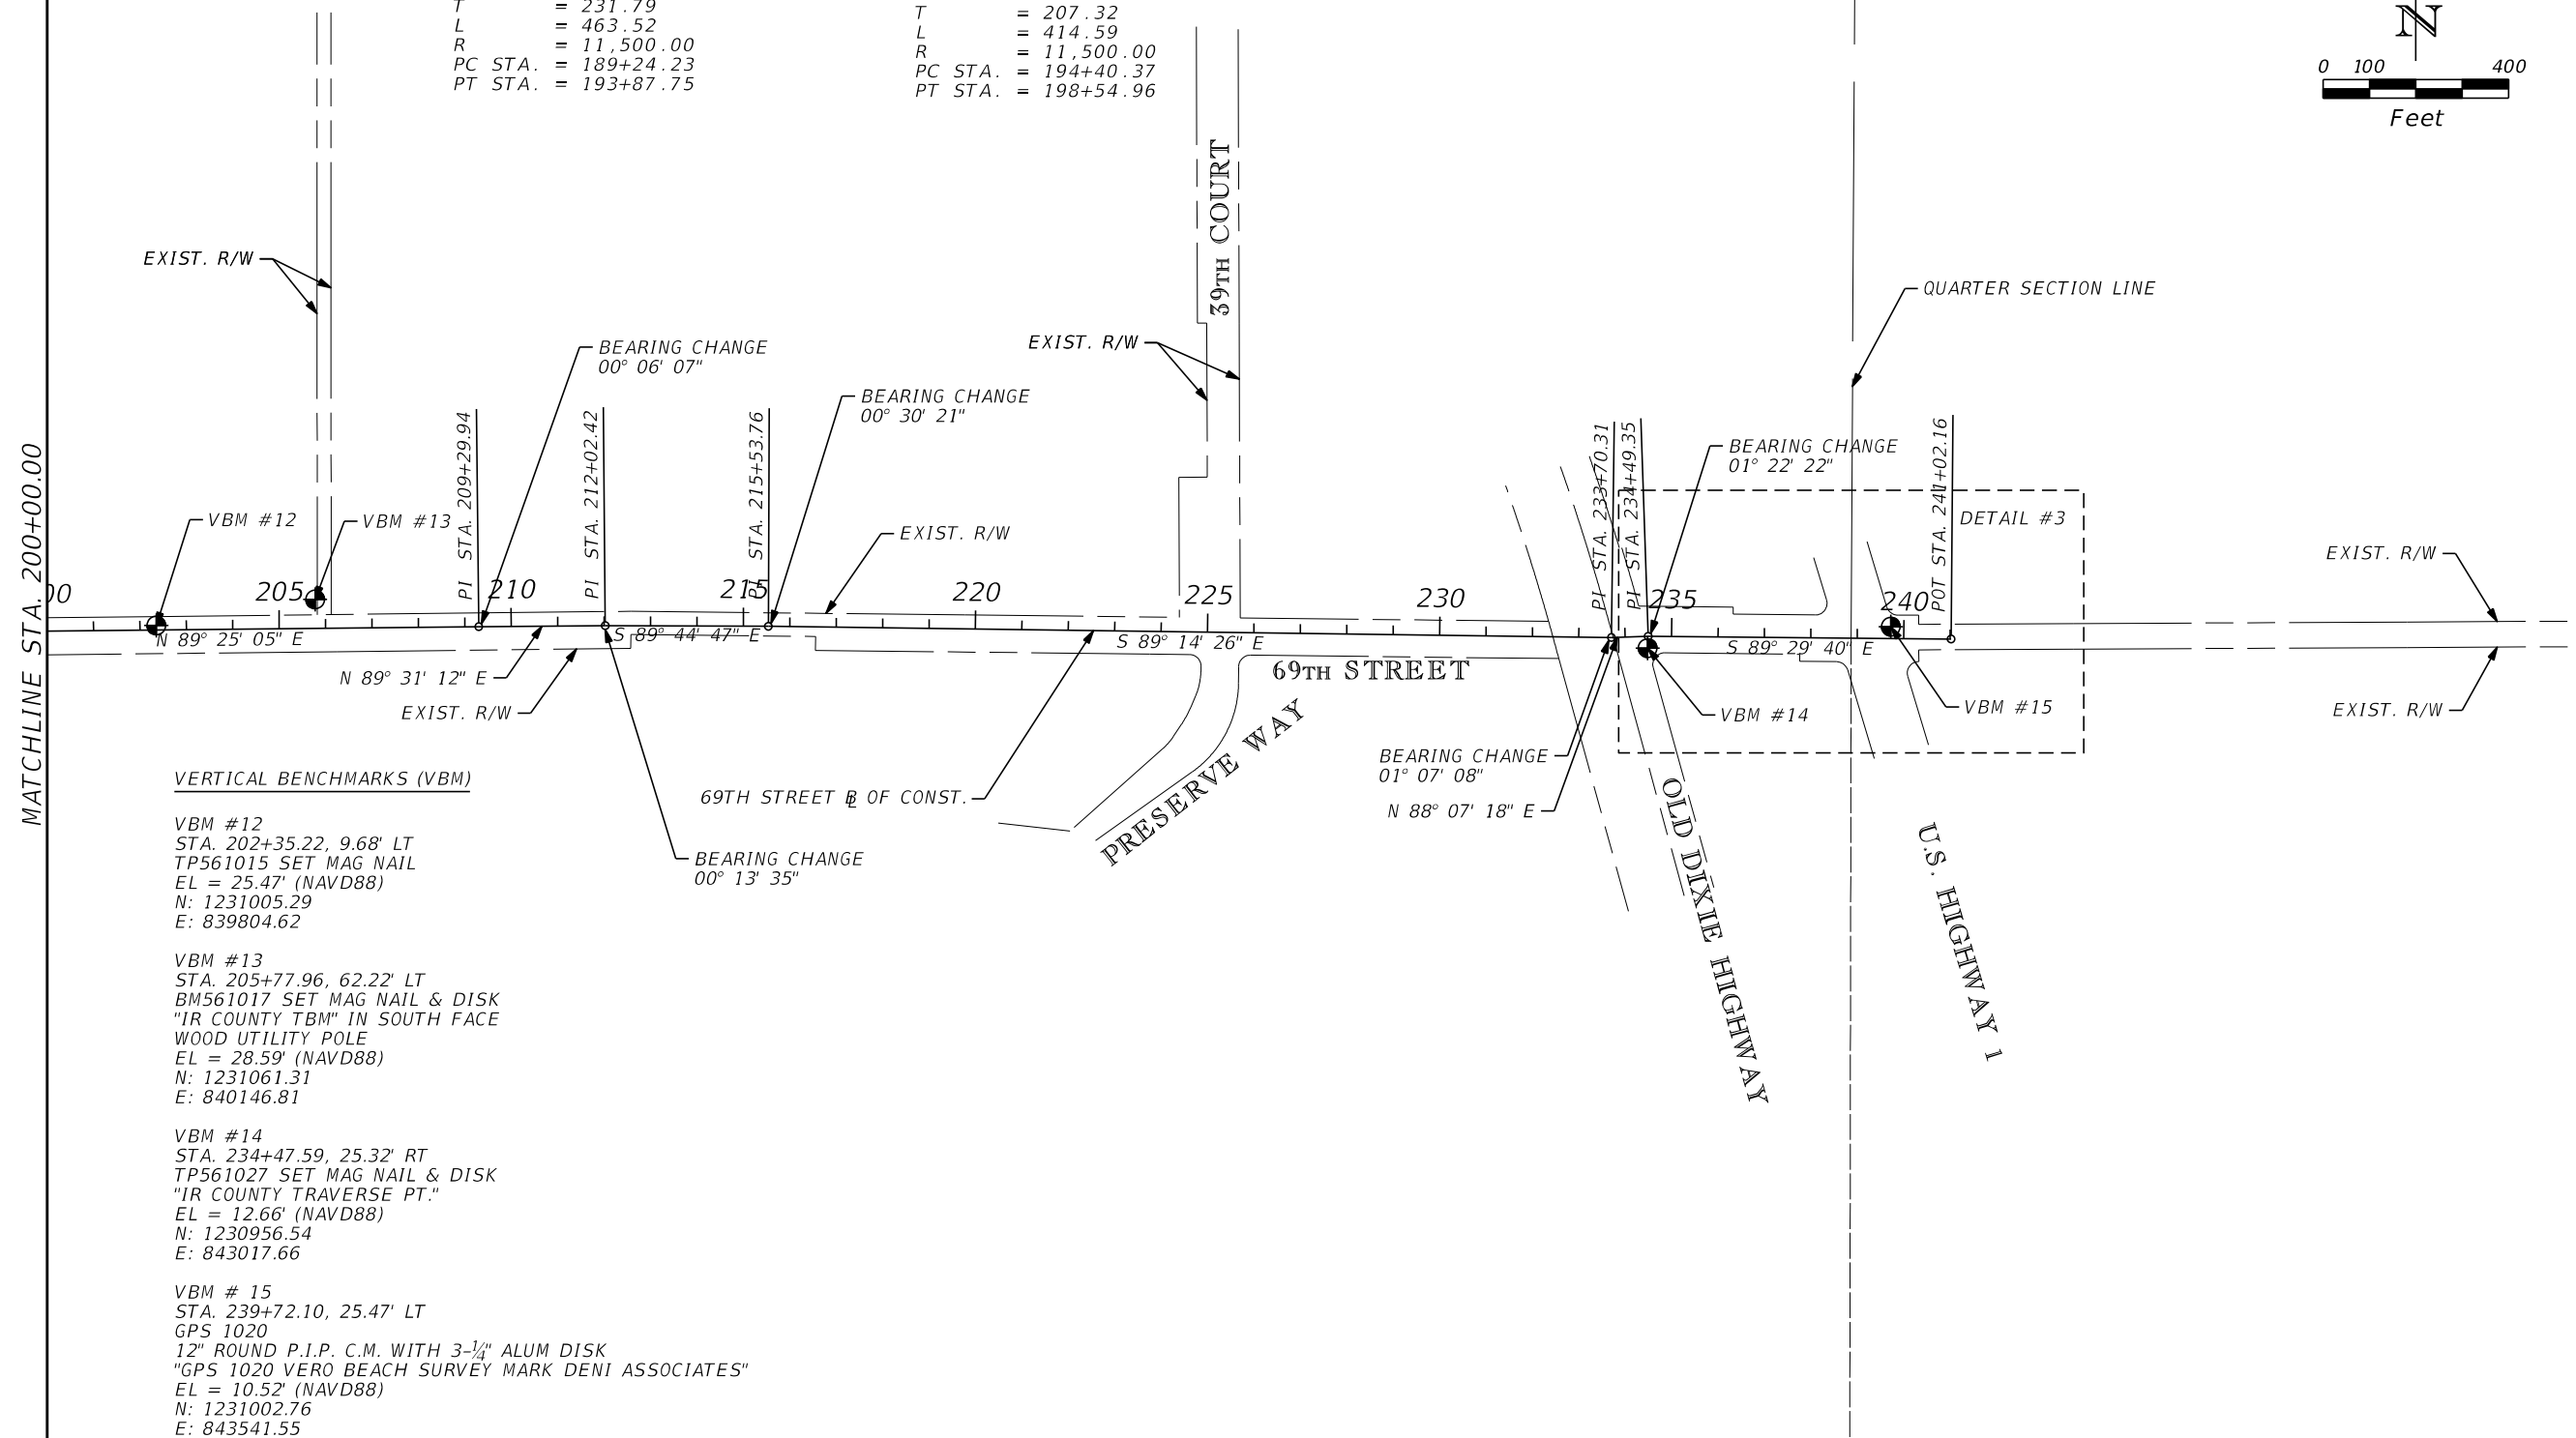 T = 231.79
L = 463.52
R = 11,500.00
PC STA. = 189+24.23
PT STA. = 193+87.75
T = 207.32
L = 414.59
R = 11,500.00
PC STA. = 194+40.37
PT STA. = 198+54.96
N
0 100 400
Feet
39TH COURT
EXIST. R/W
QUARTER SECTION LINE
BEARING CHANGE
00° 06' 07"
EXIST. R/W
BEARING CHANGE
00° 30' 21"
BEARING CHANGE
01° 22' 22"
MATCHLINE STA. 200+00.00
PI STA. 209+29.94
PI STA. 212+02.42
PI STA. 215+53.76
PI STA. 233+70.31
PI STA. 234+49.35
POT STA. 241+02.16
VBM #12
VBM #13
EXIST. R/W
DETAIL #3
EXIST. R/W
00 205 210 215 220 225 230 235 240
N 89° 25' 05" E
S 89° 44' 47" E
S 89° 14' 26" E
S 89° 29' 40" E
N 89° 31' 12" E
69TH STREET
EXIST. R/W
VBM #14
VBM #15
EXIST. R/W
PRESERVE WAY
BEARING CHANGE
01° 07' 08"
69TH STREET BL OF CONST.
N 88° 07' 18" E
BEARING CHANGE
00° 13' 35"
OLD DIXIE HIGHWAY
U.S. HIGHWAY 1
VERTICAL BENCHMARKS (VBM)
VBM #12
STA. 202+35.22, 9.68' LT
TP561015 SET MAG NAIL
EL = 25.47' (NAVD88)
N: 1231005.29
E: 839804.62
VBM #13
STA. 205+77.96, 62.22' LT
BM561017 SET MAG NAIL & DISK
"IR COUNTY TBM" IN SOUTH FACE
WOOD UTILITY POLE
EL = 28.59' (NAVD88)
N: 1231061.31
E: 840146.81
VBM #14
STA. 234+47.59, 25.32' RT
TP561027 SET MAG NAIL & DISK
"IR COUNTY TRAVERSE PT."
EL = 12.66' (NAVD88)
N: 1230956.54
E: 843017.66
VBM # 15
STA. 239+72.10, 25.47' LT
GPS 1020
12" ROUND P.I.P. C.M. WITH 3-¼" ALUM DISK
"GPS 1020 VERO BEACH SURVEY MARK DENI ASSOCIATES"
EL = 10.52' (NAVD88)
N: 1231002.76
E: 843541.55